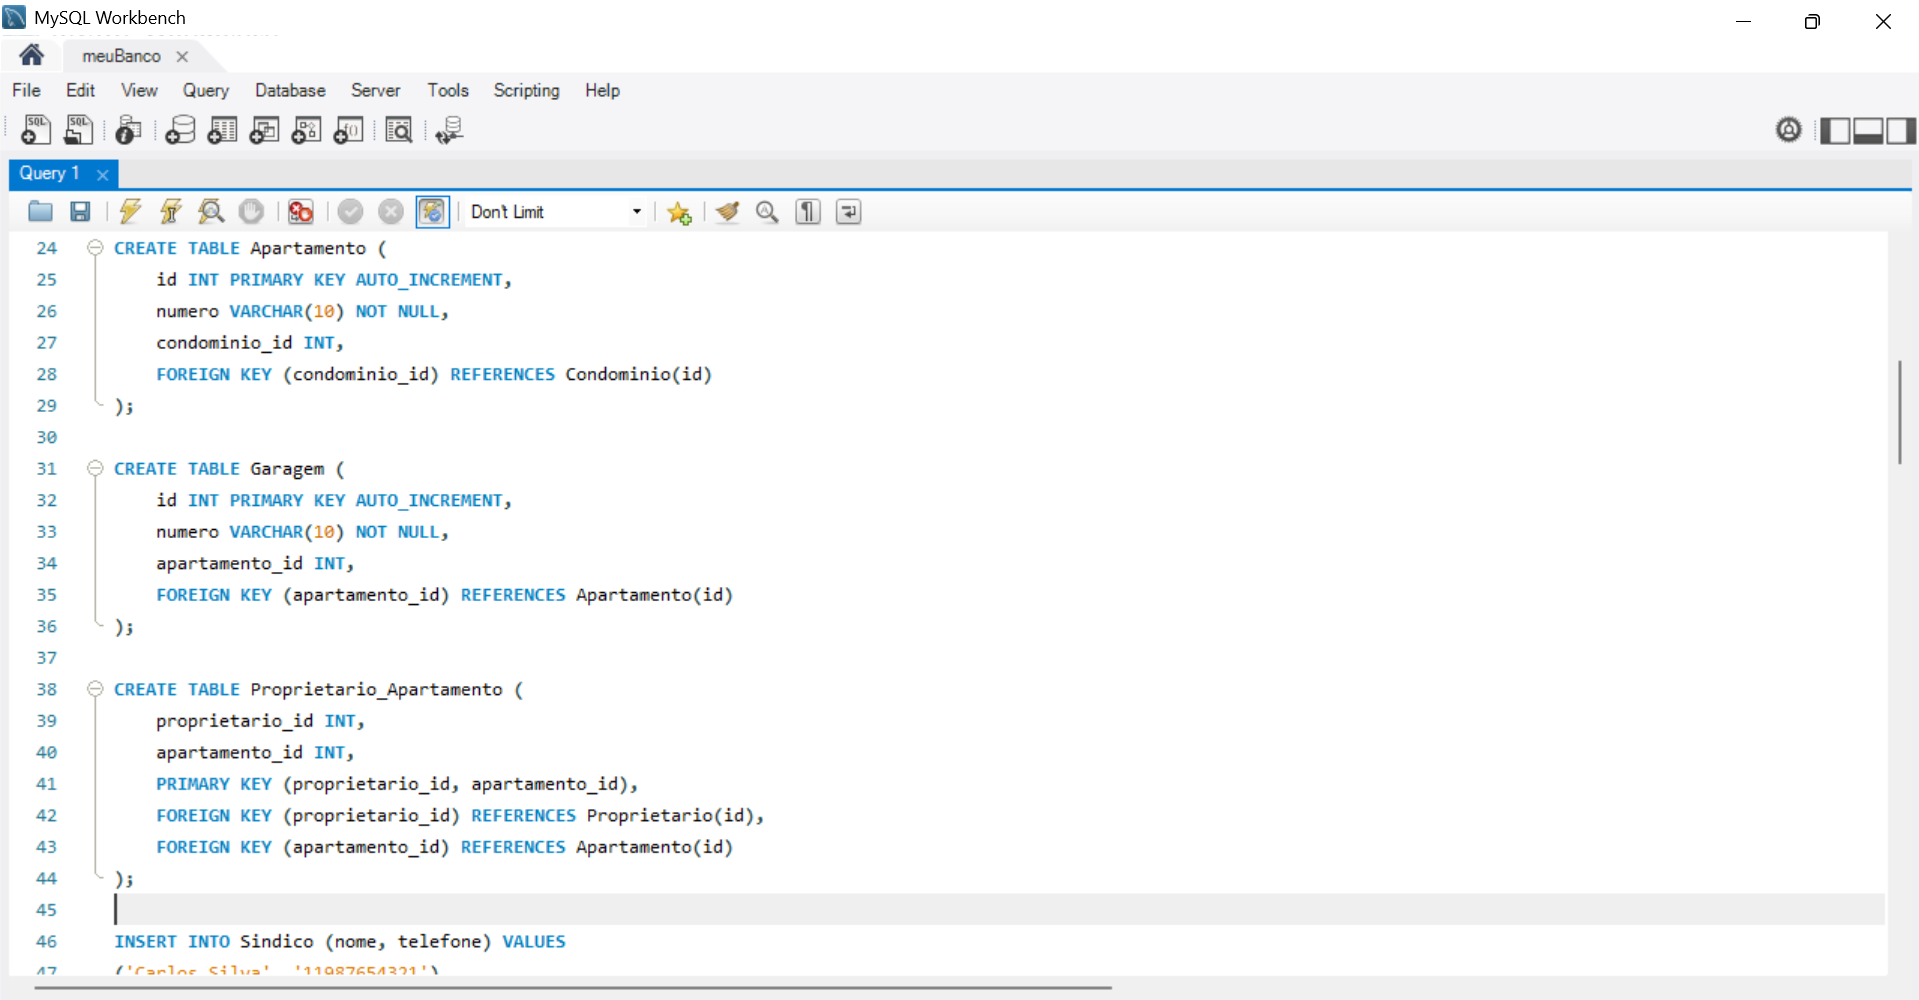 MySQL Workbench
meuBanco
File Edit View Query Database Server Tools Scripting Help
SQL SQL
Query 1
Don't Limit
24 CREATE TABLE Apartamento (
25 id INT PRIMARY KEY AUTO_INCREMENT,
26 numero VARCHAR(10) NOT NULL,
27 condominio_id INT,
28 FOREIGN KEY (condominio_id) REFERENCES Condominio(id)
29 );
30
31 CREATE TABLE Garagem (
32 id INT PRIMARY KEY AUTO_INCREMENT,
33 numero VARCHAR(10) NOT NULL,
34 apartamento_id INT,
35 FOREIGN KEY (apartamento_id) REFERENCES Apartamento(id)
36 );
37
38 CREATE TABLE Proprietario_Apartamento (
39 proprietario_id INT,
40 apartamento_id INT,
41 PRIMARY KEY (proprietario_id, apartamento_id),
42 FOREIGN KEY (proprietario_id) REFERENCES Proprietario(id),
43 FOREIGN KEY (apartamento_id) REFERENCES Apartamento(id)
44 );
45
46 INSERT INTO Sindico (nome, telefone) VALUES
47 ('Carlos Silva', '11987654321')